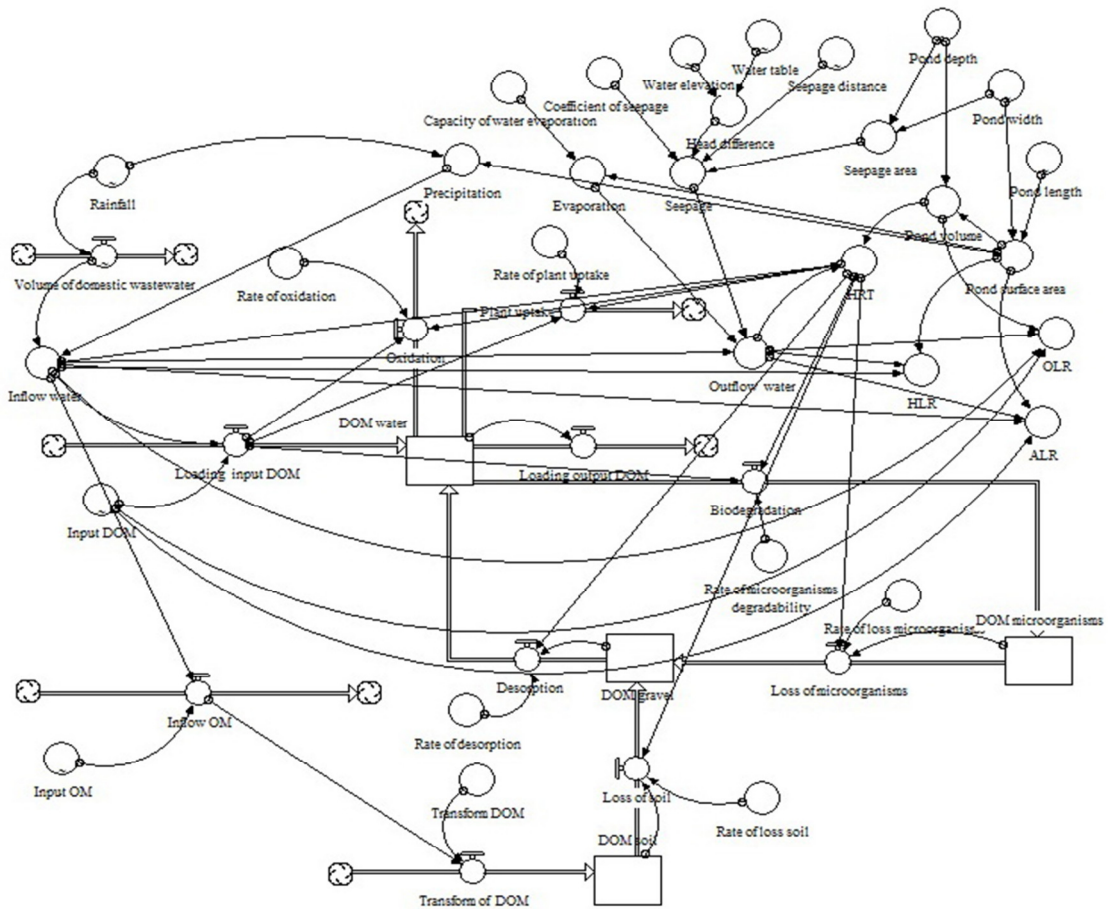 Pond depth
Water table
Water elevation
Seepage distance
Coefficient of seepage
Pond width
Capacity of water evaporation
Head difference
Seepage area
Pond length
Precipitation
Rainfall
Evaporation
Seepage
Pond volume
Rate of plant uptake
Volume of domestic wastewater
Rate of oxidation
Pond surface area
HRT
Plant uptake
Oxidation
OLR
Outflow water
Inflow water
HLR
DOM water
ALR
Loading input DOM
Loading output DOM
Biodegradation
Input DOM
Rate of microorganisms
degradability
DOM microorganisms
Rate of loss microorganis
Desorption
DOM gravel
Loss of microorganisms
Inflow OM
Rate of desorption
Input OM
Loss of soil
Transform DOM
Rate of loss soil
DOM soil
Transform of DOM